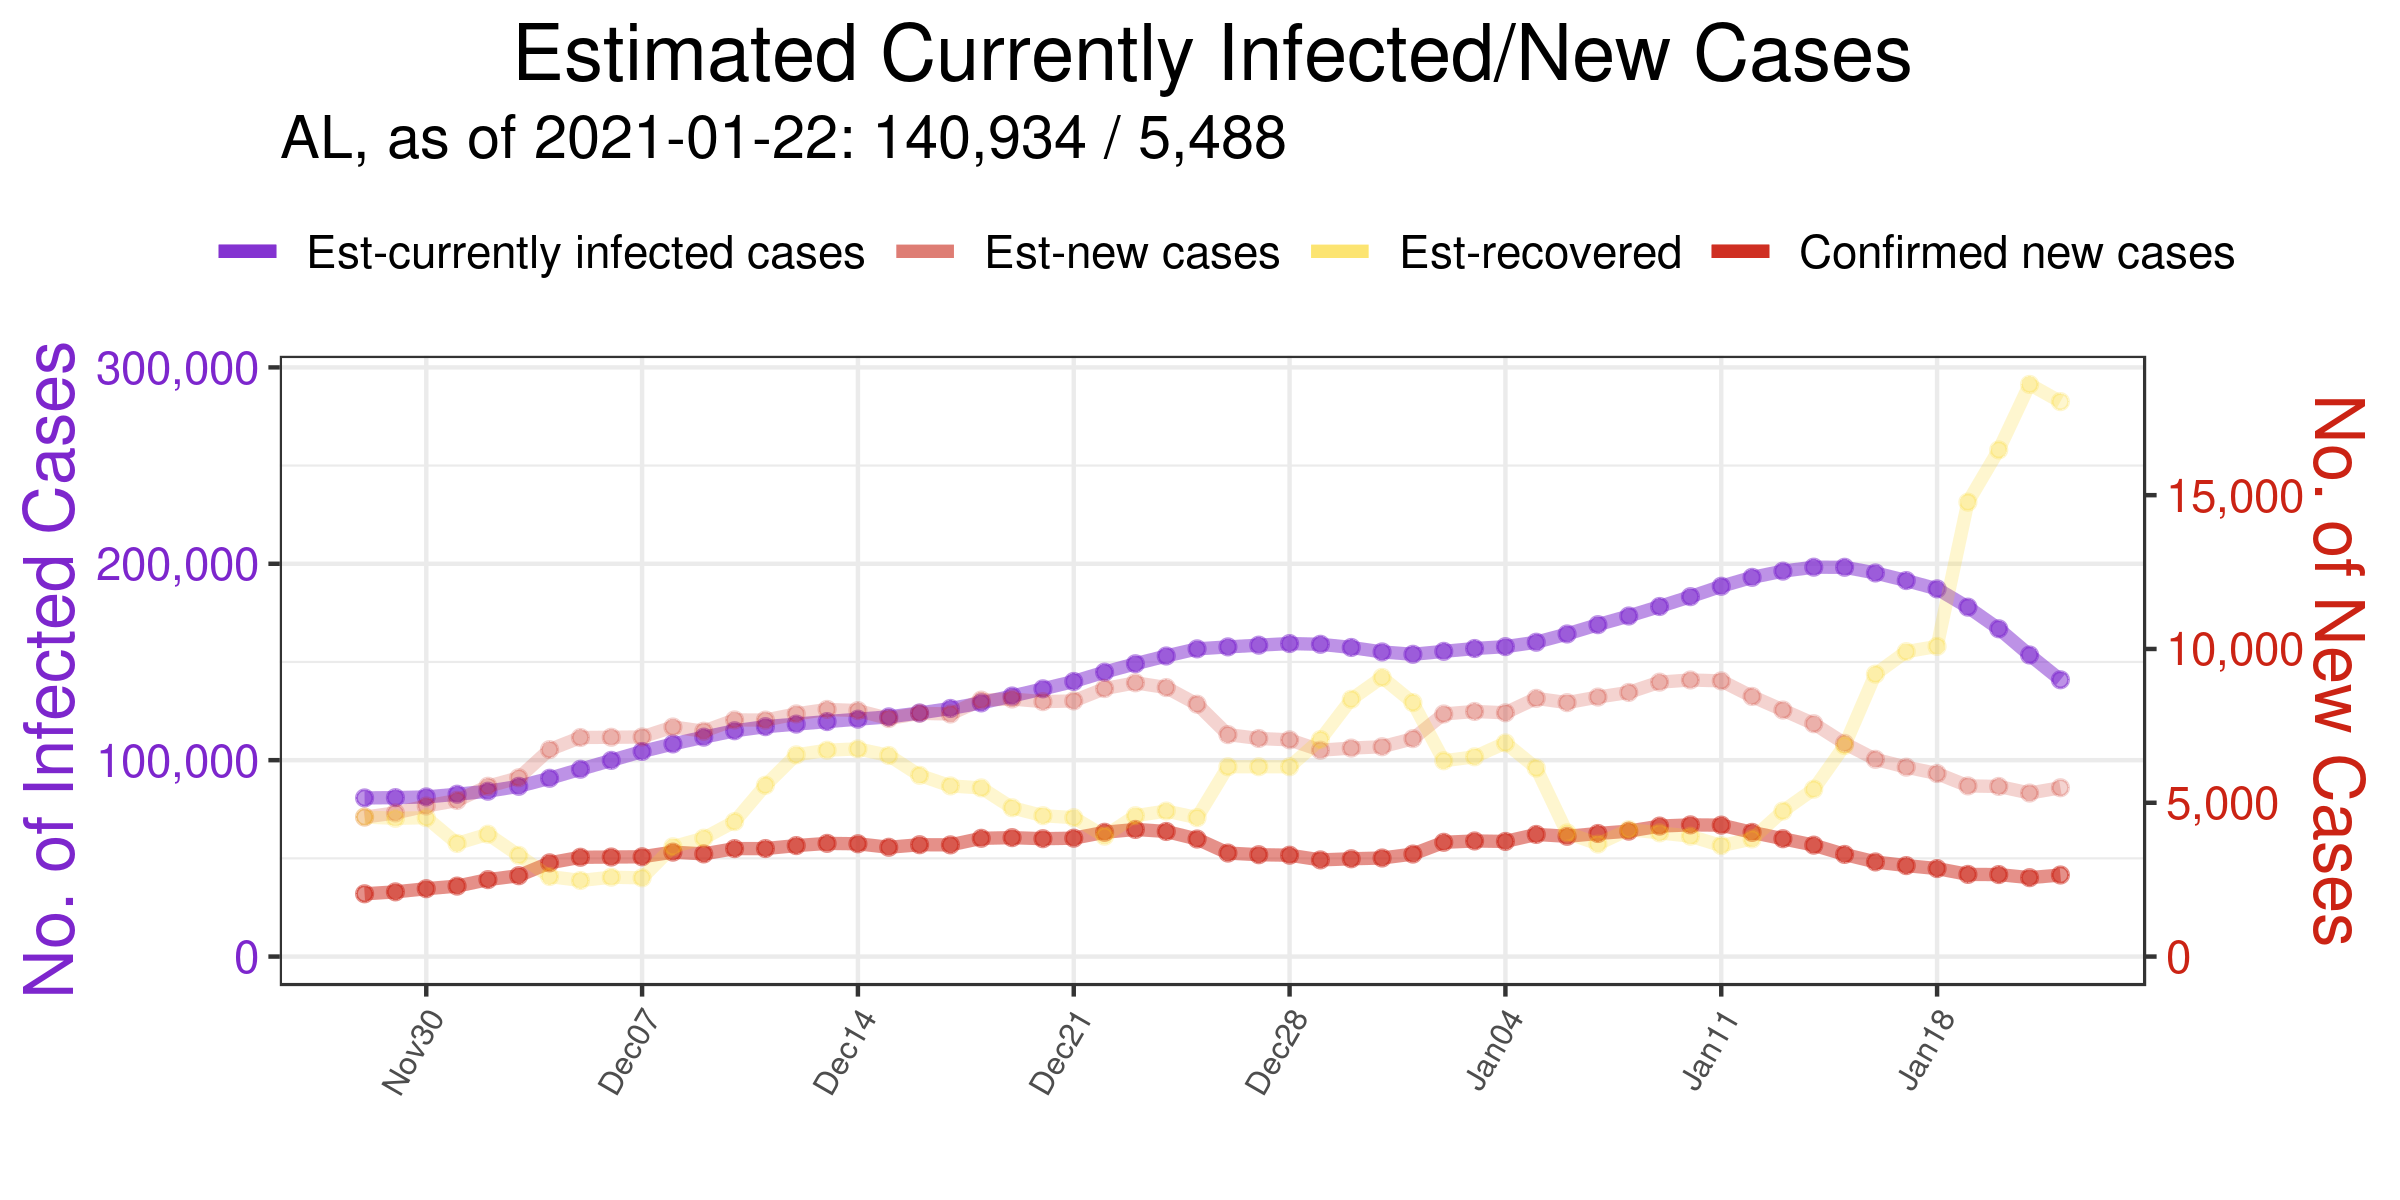 Estimated Currently Infected/New Cases
AL, as of 2021-01-22: 140,934 / 5,488
Est-currently infected cases Est-new cases Est-recovered Confirmed new cases
No. of Infected Cases
300,000
200,000
100,000
0
15,000
10,000
5,000
0
No. of New Cases
Nov30 Dec07 Dec14 Dec21 Dec28 Jan04 Jan11 Jan18